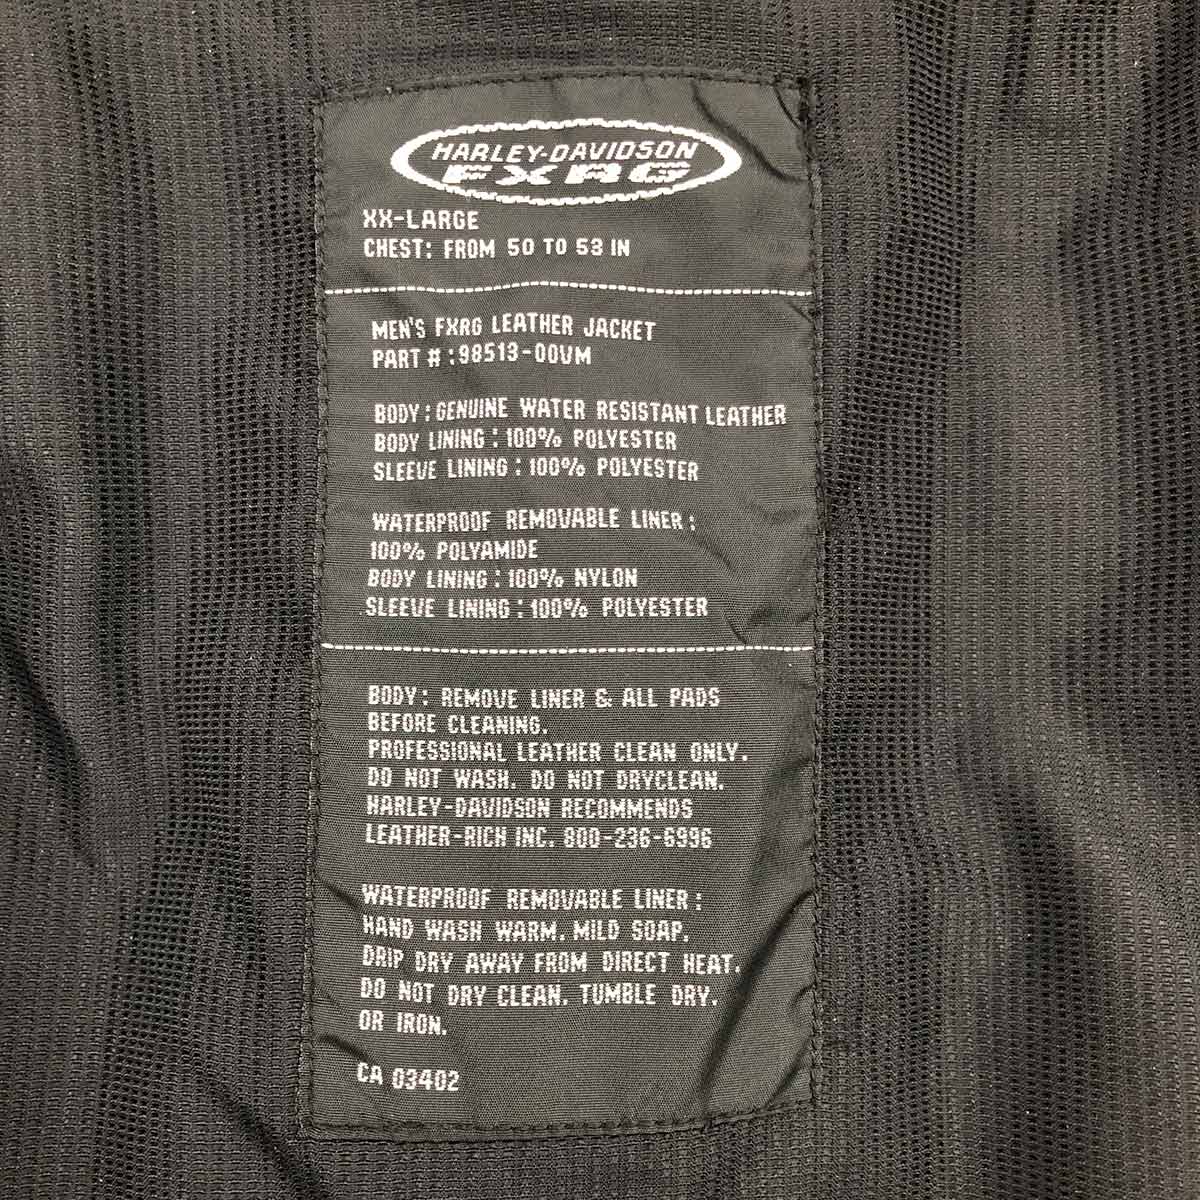 HARLEY-DAVIDSON
FXRG
XX-LARGE
CHEST: FROM 50 TO 53 IN
MEN'S FXRG LEATHER JACKET
PART # : 98513-00VM
BODY : GENUINE WATER RESISTANT LEATHER
BODY LINING : 100% POLYESTER
SLEEVE LINING : 100% POLYESTER
WATERPROOF REMOVABLE LINER :
100% POLYAMIDE
BODY LINING : 100% NYLON
SLEEVE LINING : 100% POLYESTER
BODY: REMOVE LINER & ALL PADS
BEFORE CLEANING.
PROFESSIONAL LEATHER CLEAN ONLY.
DO NOT WASH. DO NOT DRYCLEAN.
HARLEY-DAVIDSON RECOMMENDS
LEATHER-RICH INC. 800-236-6996
WATERPROOF REMOVABLE LINER :
HAND WASH WARM. MILD SOAP.
DRIP DRY AWAY FROM DIRECT HEAT.
DO NOT DRY CLEAN. TUMBLE DRY.
OR IRON.
CA 03402